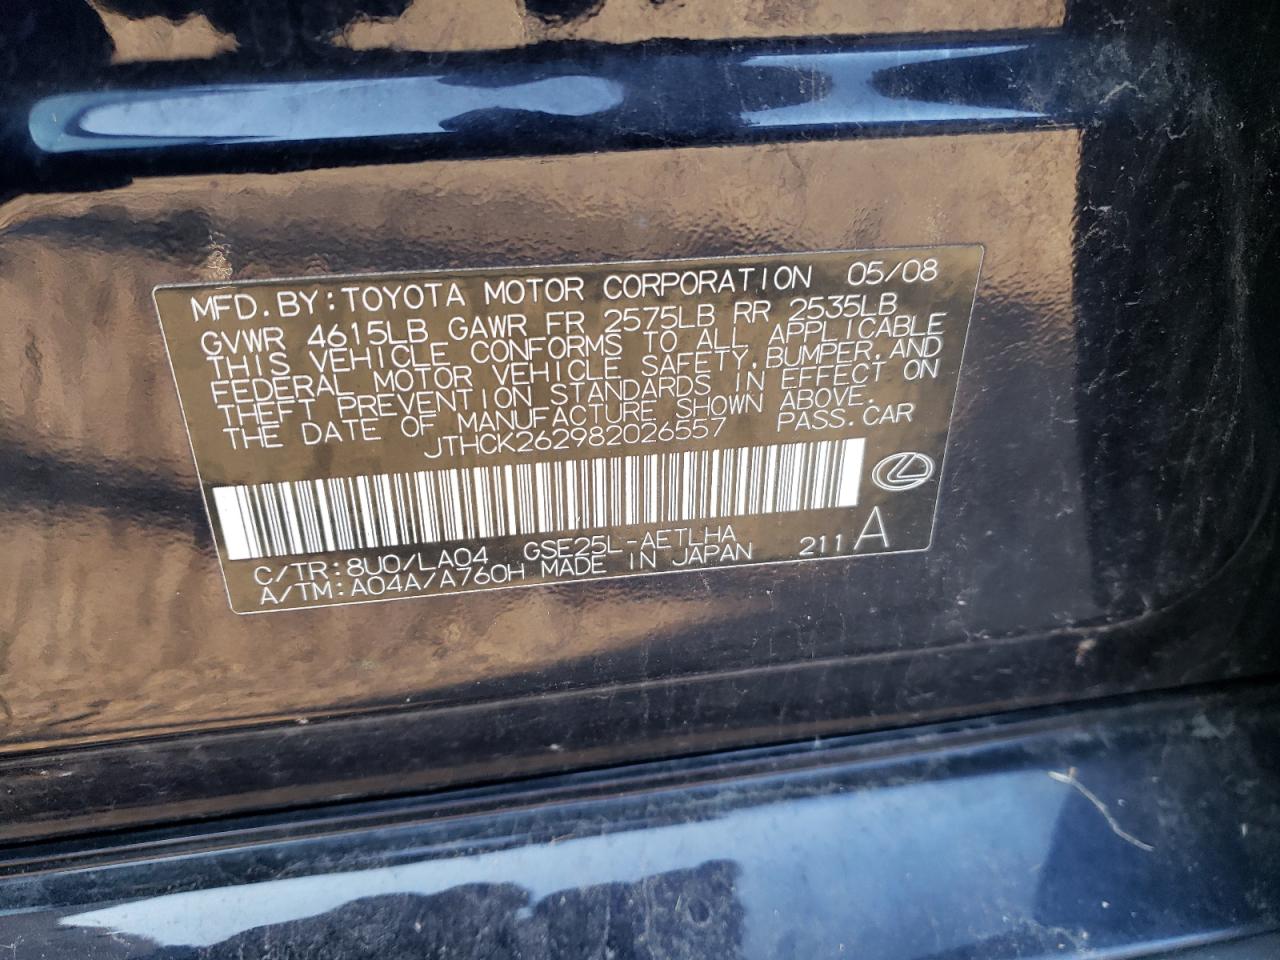 MFD. BY: TOYOTA MOTOR CORPORATION 05/08
GVWR 4615LB GAWR FR 2575LB RR 2535LB
THIS VEHICLE CONFORMS TO ALL APPLICABLE
FEDERAL MOTOR VEHICLE SAFETY, BUMPER, AND
THEFT PREVENTION STANDARDS IN EFFECT ON
THE DATE OF MANUFACTURE SHOWN ABOVE.
JTHCK262982026557 PASS. CAR
C/TR: 8U0/LA04 GSE25L-AETLHA 211 A
A/TM: A04A/A760H MADE IN JAPAN